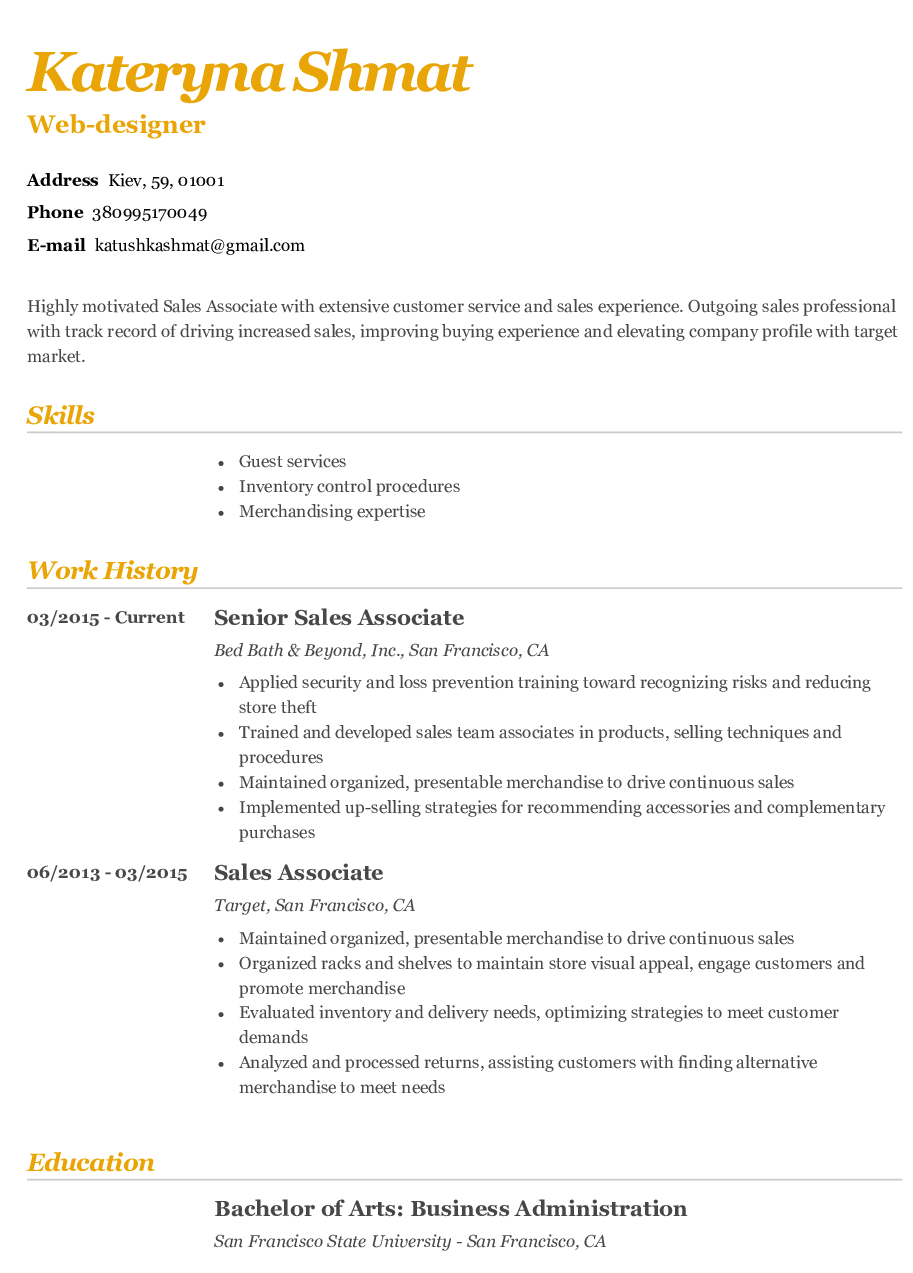 Kateryna Shmat
Web-designer
Address Kiev, 59, 01001
Phone 380995170049
E-mail katushkashmat@gmail.com
Highly motivated Sales Associate with extensive customer service and sales experience. Outgoing sales professional
with track record of driving increased sales, improving buying experience and elevating company profile with target
market.
Skills
• Guest services
• Inventory control procedures
• Merchandising expertise
Work History
03/2015 - Current Senior Sales Associate
Bed Bath & Beyond, Inc., San Francisco, CA
• Applied security and loss prevention training toward recognizing risks and reducing
store theft
• Trained and developed sales team associates in products, selling techniques and
procedures
• Maintained organized, presentable merchandise to drive continuous sales
• Implemented up-selling strategies for recommending accessories and complementary
purchases
06/2013 - 03/2015 Sales Associate
Target, San Francisco, CA
• Maintained organized, presentable merchandise to drive continuous sales
• Organized racks and shelves to maintain store visual appeal, engage customers and
promote merchandise
• Evaluated inventory and delivery needs, optimizing strategies to meet customer
demands
• Analyzed and processed returns, assisting customers with finding alternative
merchandise to meet needs
Education
Bachelor of Arts: Business Administration
San Francisco State University - San Francisco, CA